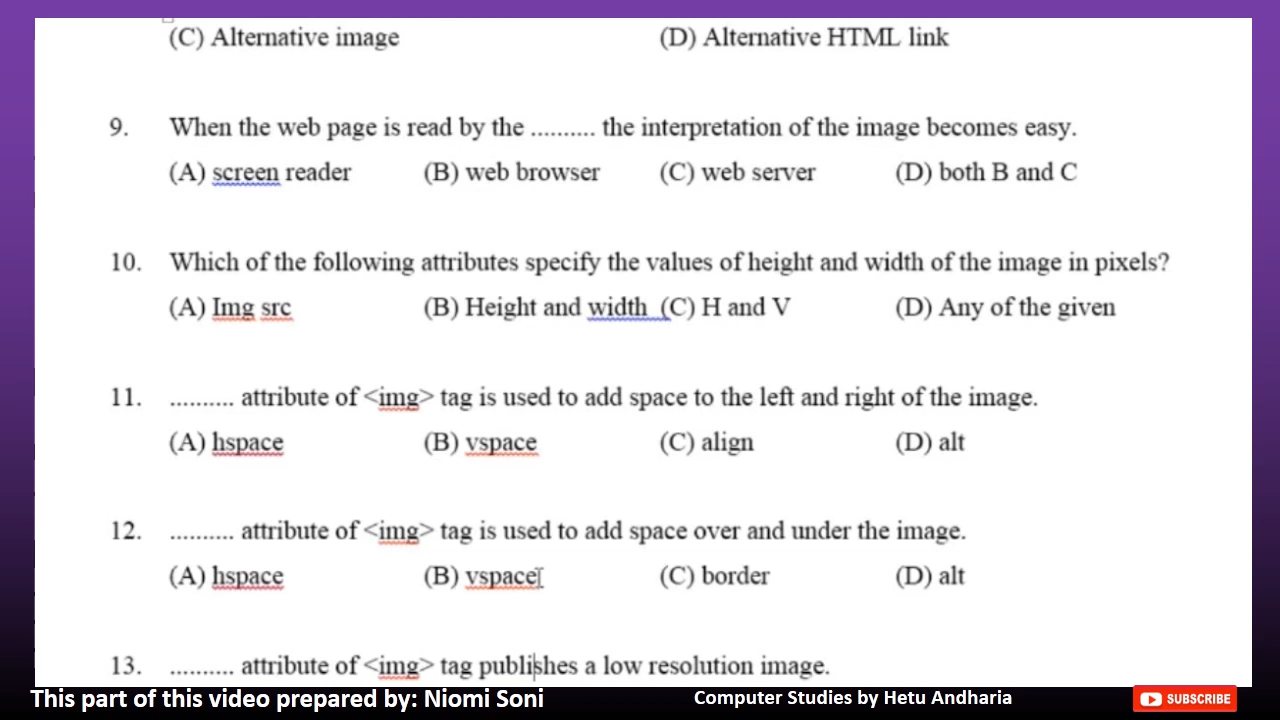 (C) Alternative image (D) Alternative HTML link
9. When the web page is read by the .......... the interpretation of the image becomes easy.
(A) screen reader (B) web browser (C) web server (D) both B and C
10. Which of the following attributes specify the values of height and width of the image in pixels?
(A) Img src (B) Height and width (C) H and V (D) Any of the given
11. .......... attribute of <img> tag is used to add space to the left and right of the image.
(A) hspace (B) vspace (C) align (D) alt
12. .......... attribute of <img> tag is used to add space over and under the image.
(A) hspace (B) vspace (C) border (D) alt
13. .......... attribute of <img> tag publishes a low resolution image.
This part of this video prepared by: Niomi Soni Computer Studies by Hetu Andharia SUBSCRIBE